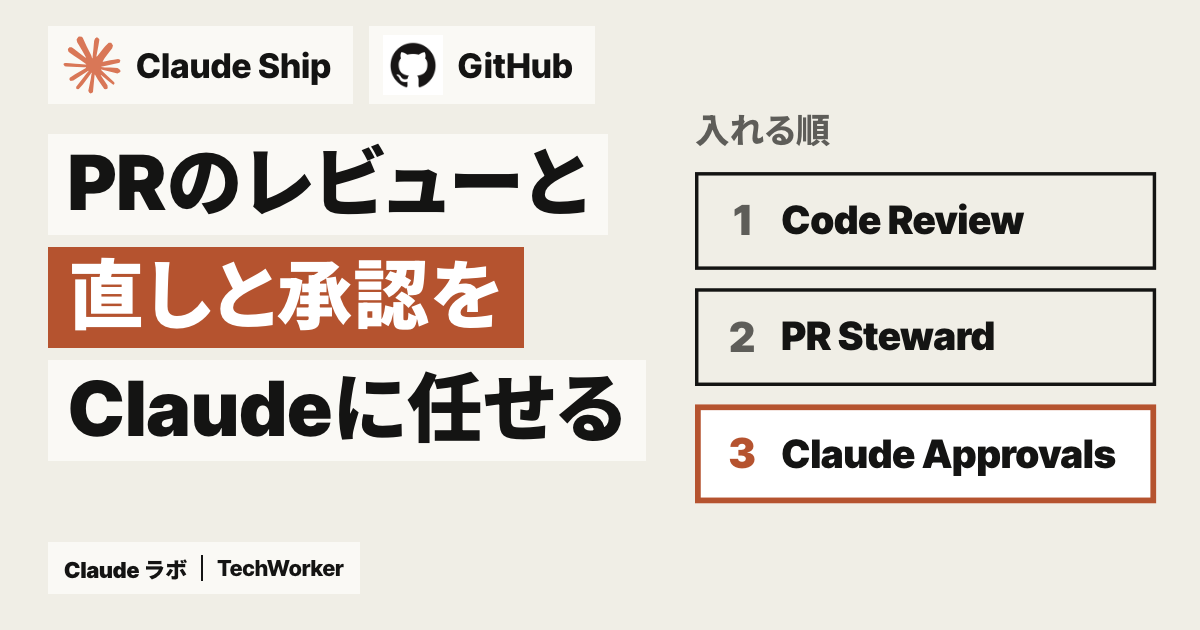 Claude Ship
GitHub
PRのレビューと
直しと承認を
Claudeに任せる
入れる順
1 Code Review
2 PR Steward
3 Claude Approvals
Claude ラボ | TechWorker